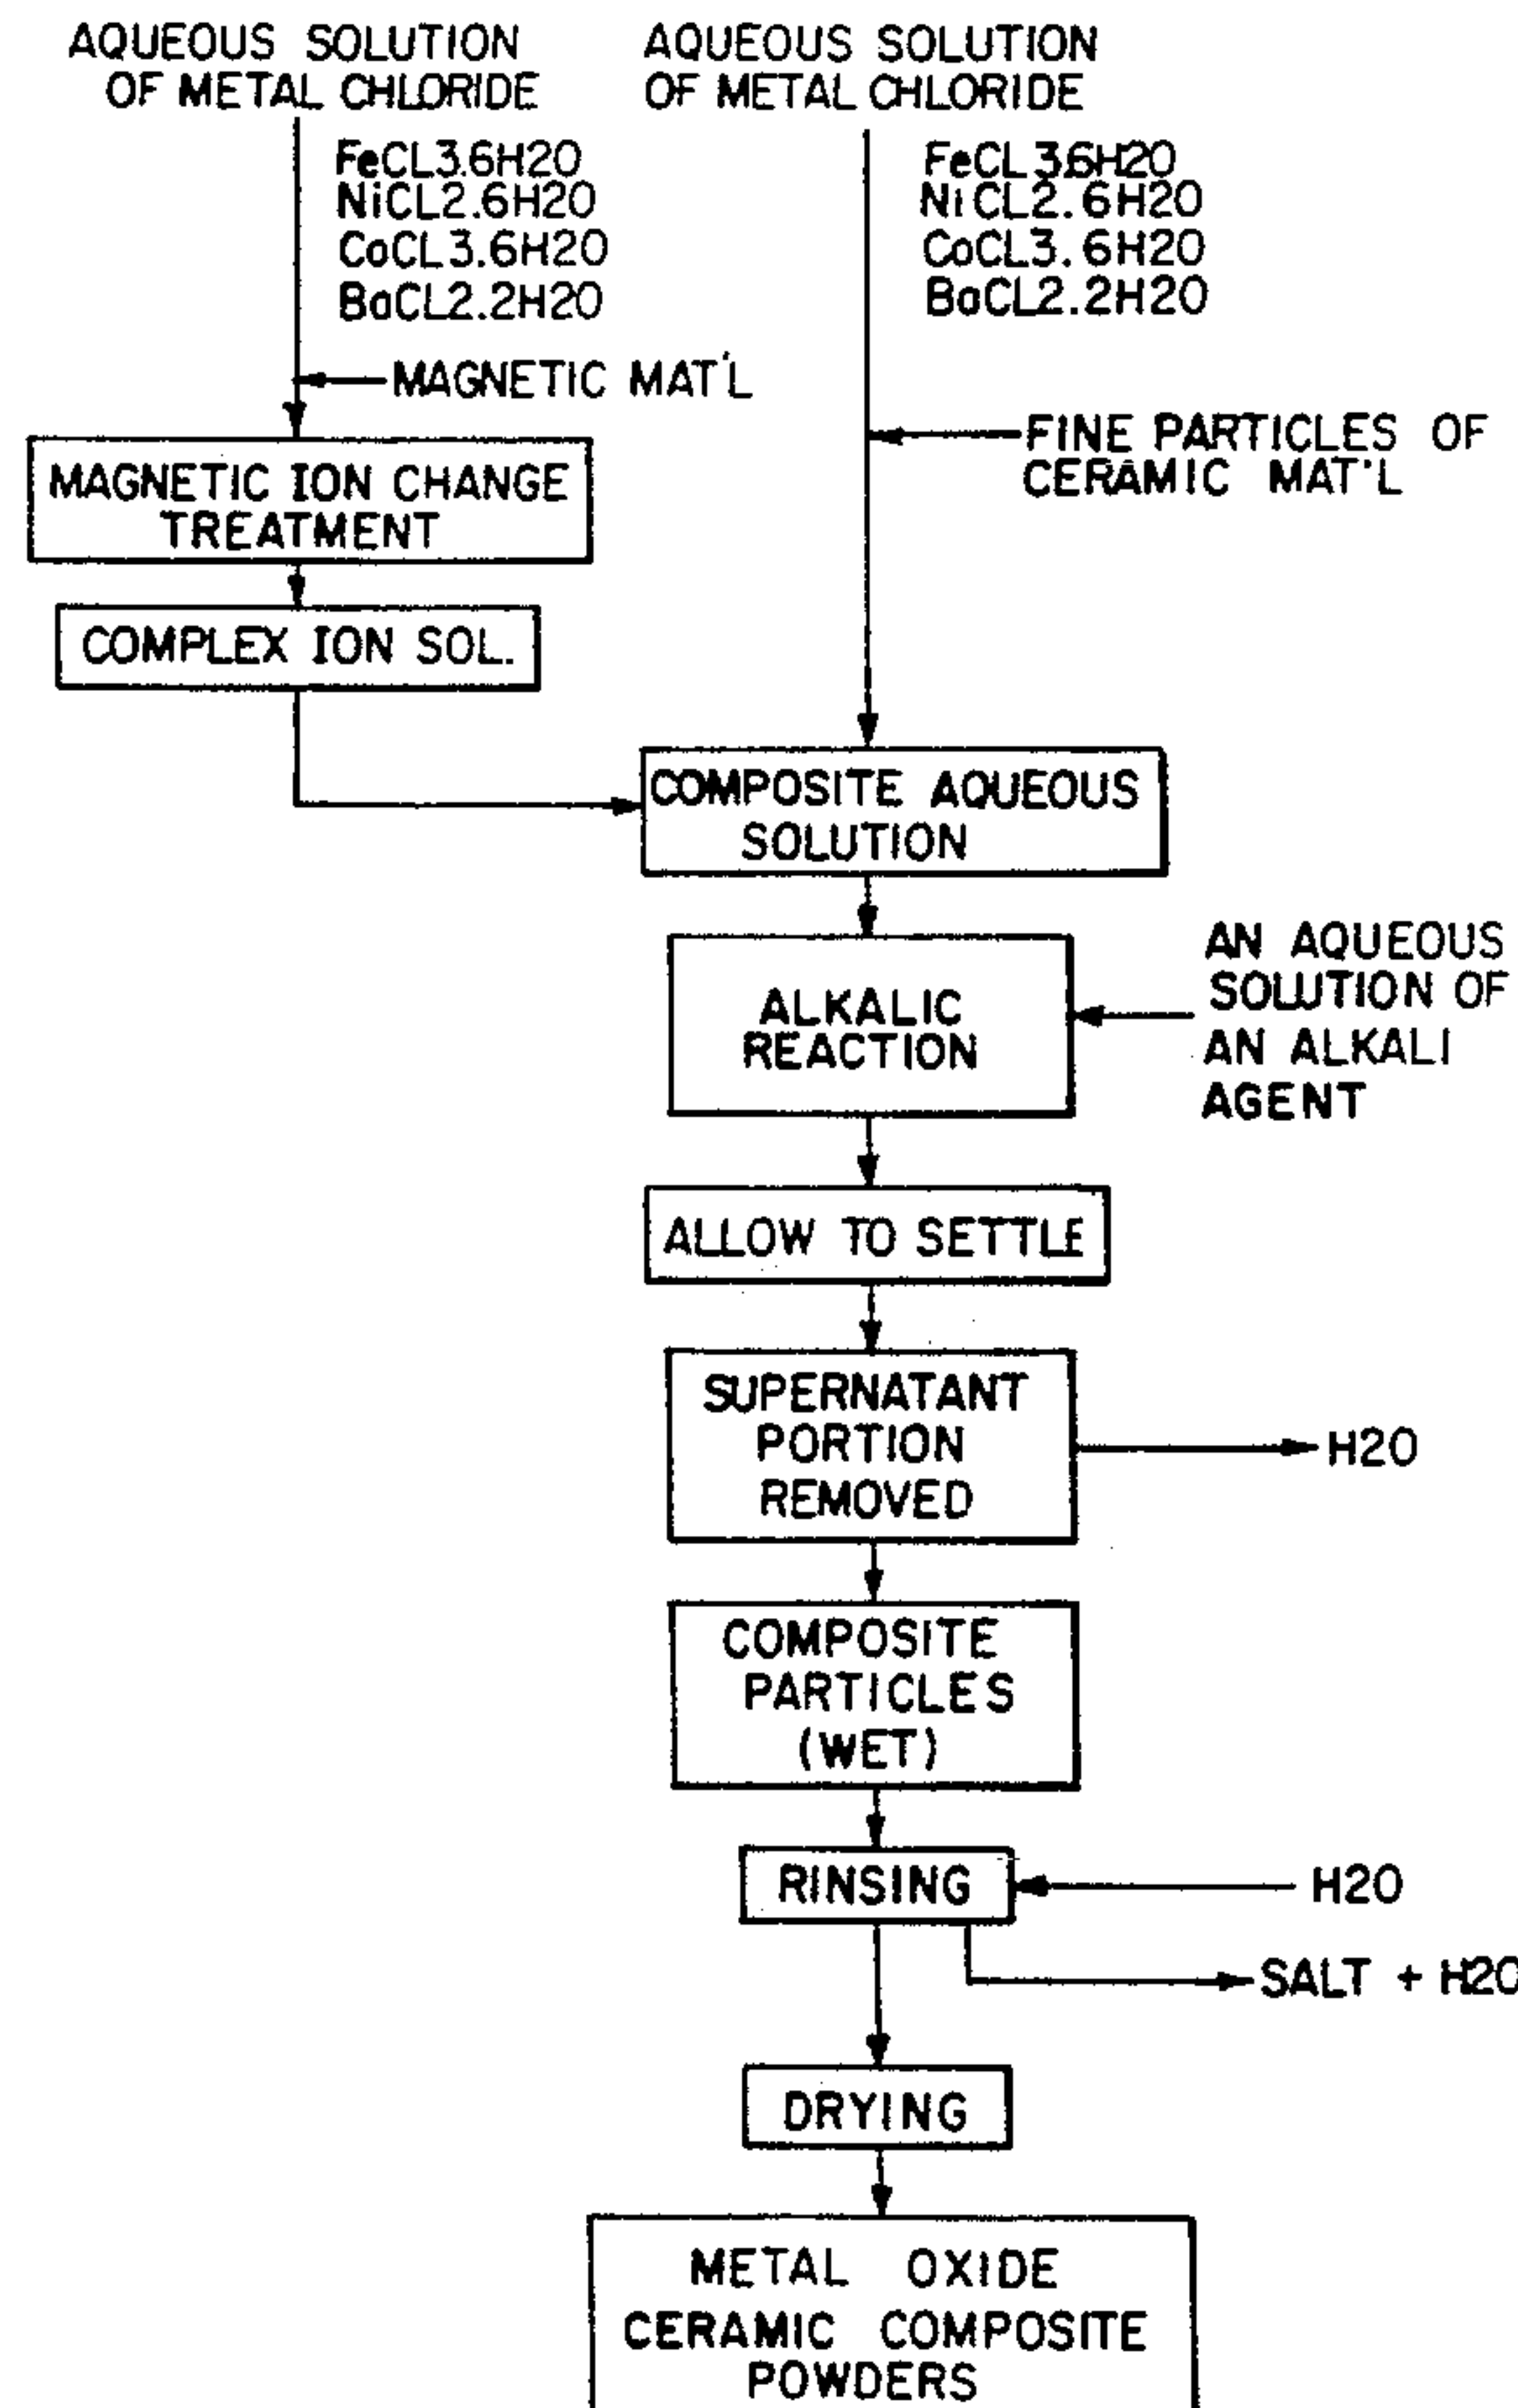 AQUEOUS SOLUTION
OF METAL CHLORIDE
FeCL3.6H2O
NiCL2.6H2O
CoCL3.6H2O
BaCL2.2H2O
MAGNETIC MAT'L
MAGNETIC ION CHANGE
TREATMENT
COMPLEX ION SOL.
AQUEOUS SOLUTION
OF METAL CHLORIDE
FeCL3.6H2O
NiCL2.6H2O
CoCL3.6H2O
BaCL2.2H2O
FINE PARTICLES OF
CERAMIC MAT'L
COMPOSITE AQUEOUS
SOLUTION
ALKALIC
REACTION
AN AQUEOUS
SOLUTION OF
AN ALKALI
AGENT
ALLOW TO SETTLE
SUPERNATANT
PORTION
REMOVED
H2O
COMPOSITE
PARTICLES
(WET)
RINSING
H2O
SALT + H2O
DRYING
METAL OXIDE
CERAMIC COMPOSITE
POWDERS